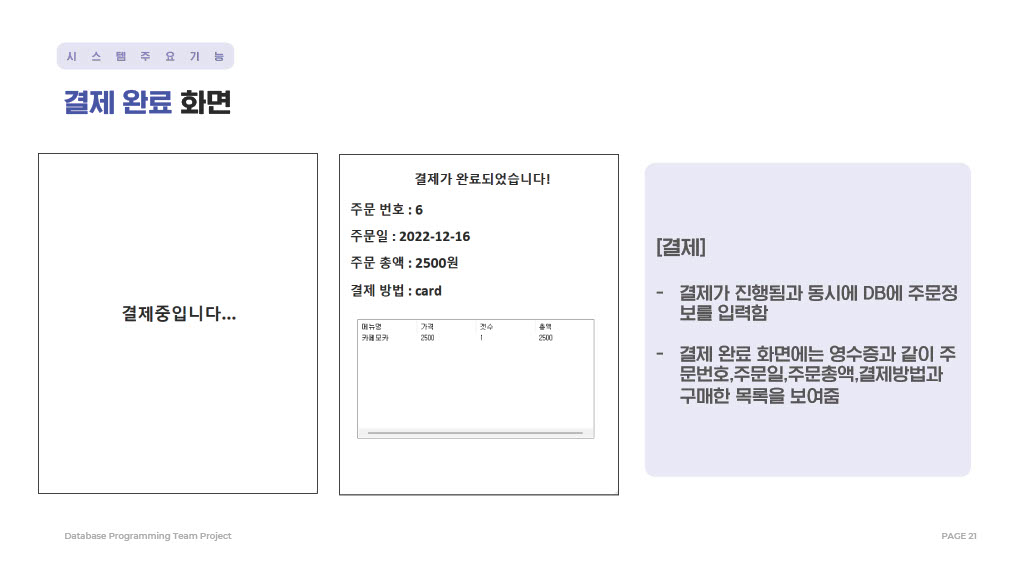 시 스 템 주 요 기 능
결제 완료 화면
결제중입니다...
결제가 완료되었습니다!
주문 번호 : 6
주문일 : 2022-12-16
주문 총액 : 2500원
결제 방법 : card
메뉴명 가격 갯수 총액
카페모카 2500 1 2500
[결제]
- 결제가 진행됨과 동시에 DB에 주문정
보를 입력함
- 결제 완료 화면에는 영수증과 같이 주
문번호,주문일,주문총액,결제방법과
구매한 목록을 보여줌
Database Programming Team Project
PAGE 21